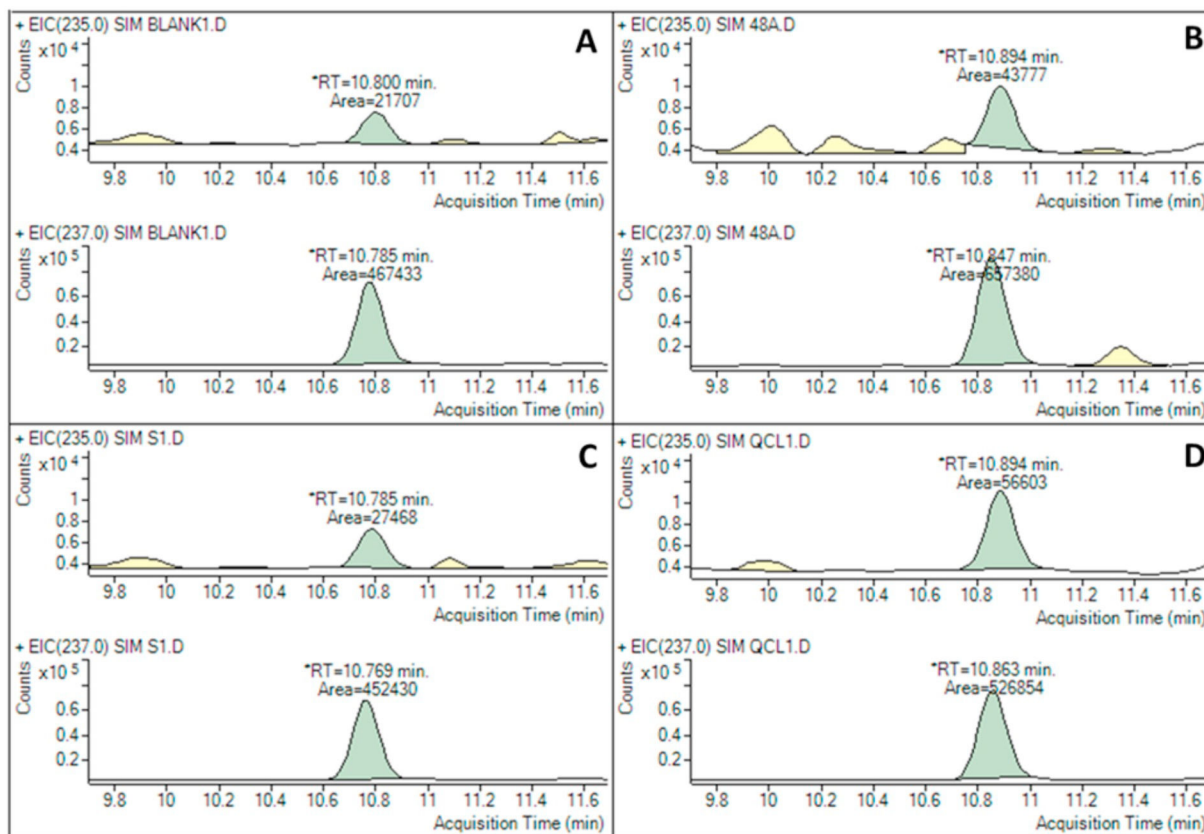 + EIC(235.0) SIM BLANK1.D
A
Counts
x10 4
*RT=10.800 min.
Area=21707
1
0.8
0.6
0.4
9.8 10 10.2 10.4 10.6 10.8 11 11.2 11.4 11.6
Acquisition Time (min)
+ EIC(237.0) SIM BLANK1.D
Counts
x10 5
*RT=10.785 min.
Area=467433
0.6
0.4
0.2
9.8 10 10.2 10.4 10.6 10.8 11 11.2 11.4 11.6
Acquisition Time (min)
+ EIC(235.0) SIM 48A.D
B
Counts
x10 4
*RT=10.894 min.
Area=43777
1
0.8
0.6
0.4
9.8 10 10.2 10.4 10.6 10.8 11 11.2 11.4 11.6
Acquisition Time (min)
+ EIC(237.0) SIM 48A.D
Counts
x10 5
*RT=10.847 min.
Area=657380
0.6
0.4
0.2
9.8 10 10.2 10.4 10.6 10.8 11 11.2 11.4 11.6
Acquisition Time (min)
+ EIC(235.0) SIM S1.D
C
Counts
x10 4
*RT=10.785 min.
Area=27468
1
0.8
0.6
0.4
9.8 10 10.2 10.4 10.6 10.8 11 11.2 11.4 11.6
Acquisition Time (min)
+ EIC(237.0) SIM S1.D
Counts
x10 5
*RT=10.769 min.
Area=452430
0.6
0.4
0.2
9.8 10 10.2 10.4 10.6 10.8 11 11.2 11.4 11.6
Acquisition Time (min)
+ EIC(235.0) SIM QCL1.D
D
Counts
x10 4
*RT=10.894 min.
Area=56603
1
0.8
0.6
0.4
9.8 10 10.2 10.4 10.6 10.8 11 11.2 11.4 11.6
Acquisition Time (min)
+ EIC(237.0) SIM QCL1.D
Counts
x10 5
*RT=10.863 min.
Area=526854
0.6
0.4
0.2
9.8 10 10.2 10.4 10.6 10.8 11 11.2 11.4 11.6
Acquisition Time (min)